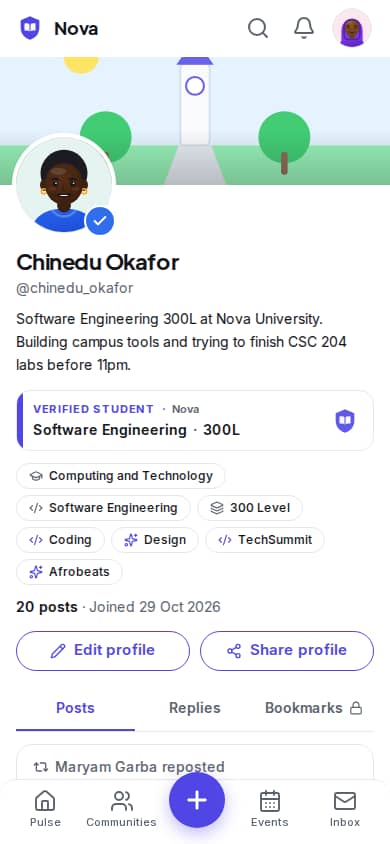 Nova
Chinedu Okafor
@chinedu_okafor
Software Engineering 300L at Nova University.
Building campus tools and trying to finish CSC 204
labs before 11pm.
VERIFIED STUDENT · Nova
Software Engineering · 300L
Computing and Technology
Software Engineering
300 Level
Coding
Design
TechSummit
Afrobeats
20 posts · Joined 29 Oct 2026
Edit profile
Share profile
Posts
Replies
Bookmarks
Maryam Garba reposted
Pulse
Communities
Events
Inbox